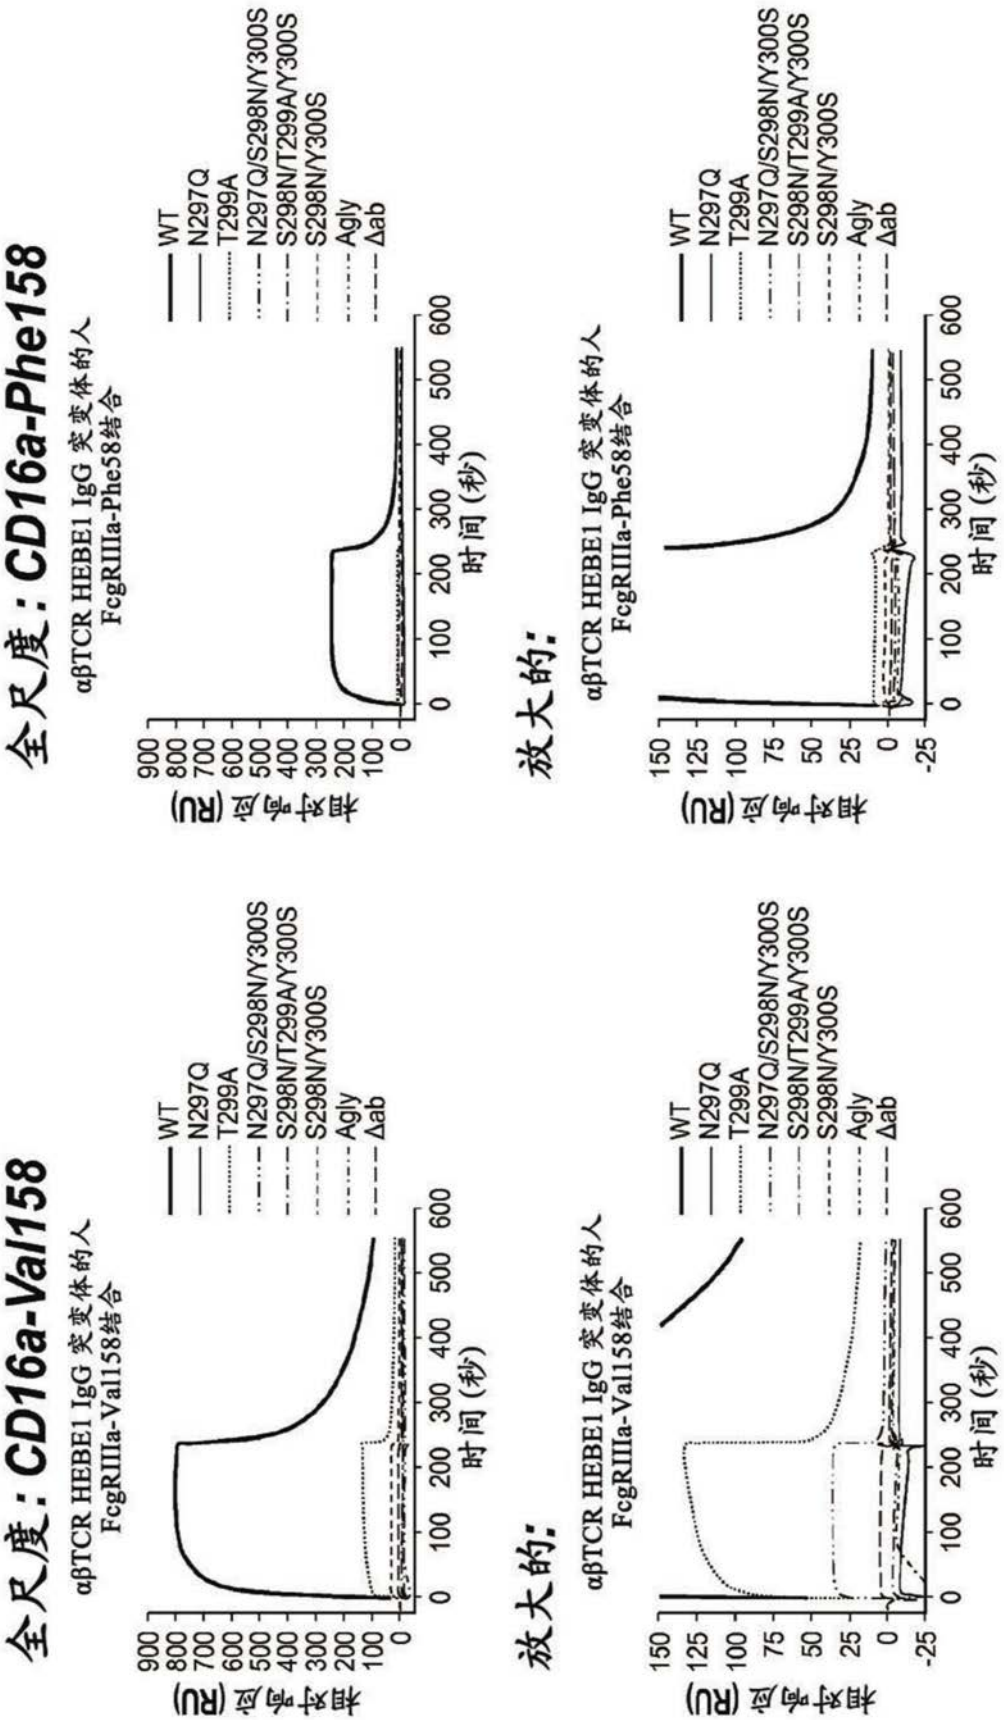 全尺度: CD16a-Val158
αβTCR HEBE1 IgG 突变体的人
FcgRIIIa-Val158结合
相对响应 (RU)
900
800
700
600
500
400
300
200
100
0
0 100 200 300 400 500 600
时间 (秒)
WT
N297Q
T299A
N297Q/S298N/Y300S
S298N/T299A/Y300S
S298N/Y300S
Agly
Δab
全尺度: CD16a-Phe158
αβTCR HEBE1 IgG 突变体的人
FcgRIIIa-Phe58结合
相对响应 (RU)
900
800
700
600
500
400
300
200
100
0
0 100 200 300 400 500 600
时间 (秒)
WT
N297Q
T299A
N297Q/S298N/Y300S
S298N/T299A/Y300S
S298N/Y300S
Agly
Δab
放大的:
αβTCR HEBE1 IgG 突变体的人
FcgRIIIa-Val158结合
相对响应 (RU)
150
125
100
75
50
25
0
-25
0 100 200 300 400 500 600
时间 (秒)
WT
N297Q
T299A
N297Q/S298N/Y300S
S298N/T299A/Y300S
S298N/Y300S
Agly
Δab
放大的:
αβTCR HEBE1 IgG 突变体的人
FcgRIIIa-Phe58结合
相对响应 (RU)
150
125
100
75
50
25
0
-25
0 100 200 300 400 500 600
时间 (秒)
WT
N297Q
T299A
N297Q/S298N/Y300S
S298N/T299A/Y300S
S298N/Y300S
Agly
Δab